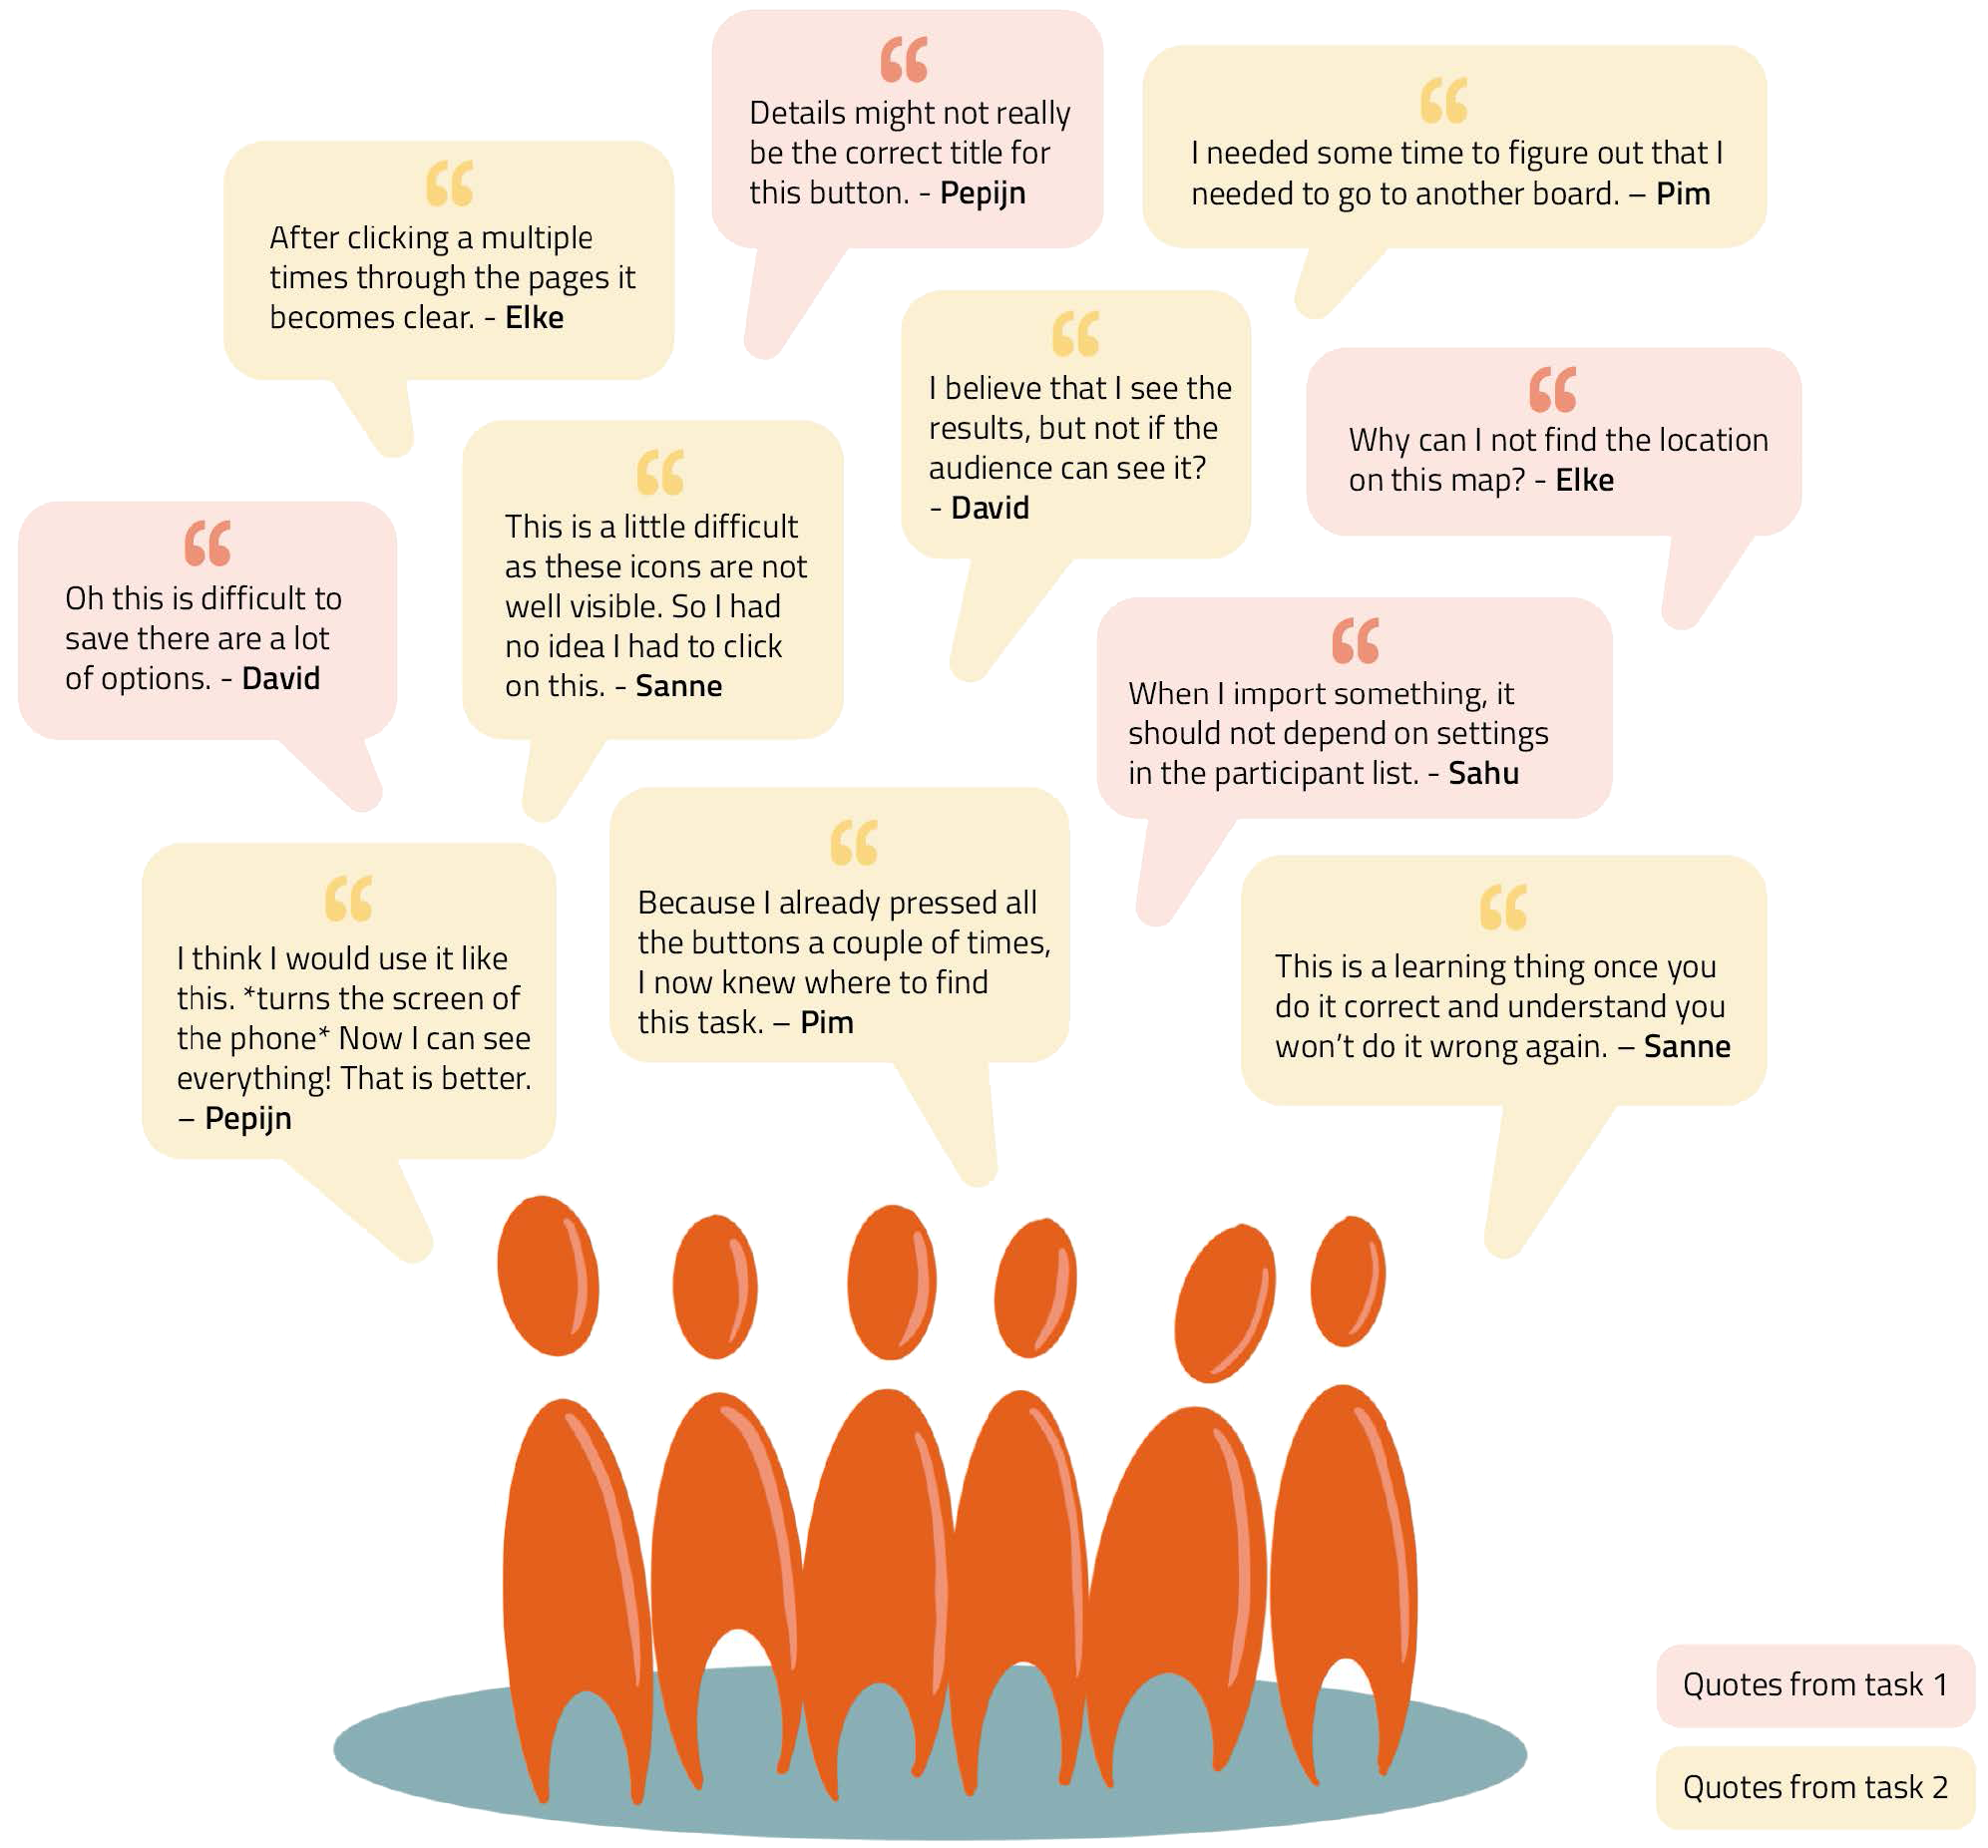 “
Details might not really
be the correct title for
this button. - Pepijn
“
I needed some time to figure out that I
needed to go to another board. – Pim
“
After clicking a multiple
times through the pages it
becomes clear. - Elke
“
I believe that I see the
results, but not if the
audience can see it?
- David
“
Why can I not find the location
on this map? - Elke
“
This is a little difficult
as these icons are not
well visible. So I had
no idea I had to click
on this. - Sanne
“
Oh this is difficult to
save there are a lot
of options. - David
“
When I import something, it
should not depend on settings
in the participant list. - Sahu
“
Because I already pressed all
the buttons a couple of times,
I now knew where to find
this task. – Pim
“
I think I would use it like
this. *turns the screen of
the phone* Now I can see
everything! That is better.
– Pepijn
“
This is a learning thing once you
do it correct and understand you
won’t do it wrong again. – Sanne
Quotes from task 1
Quotes from task 2